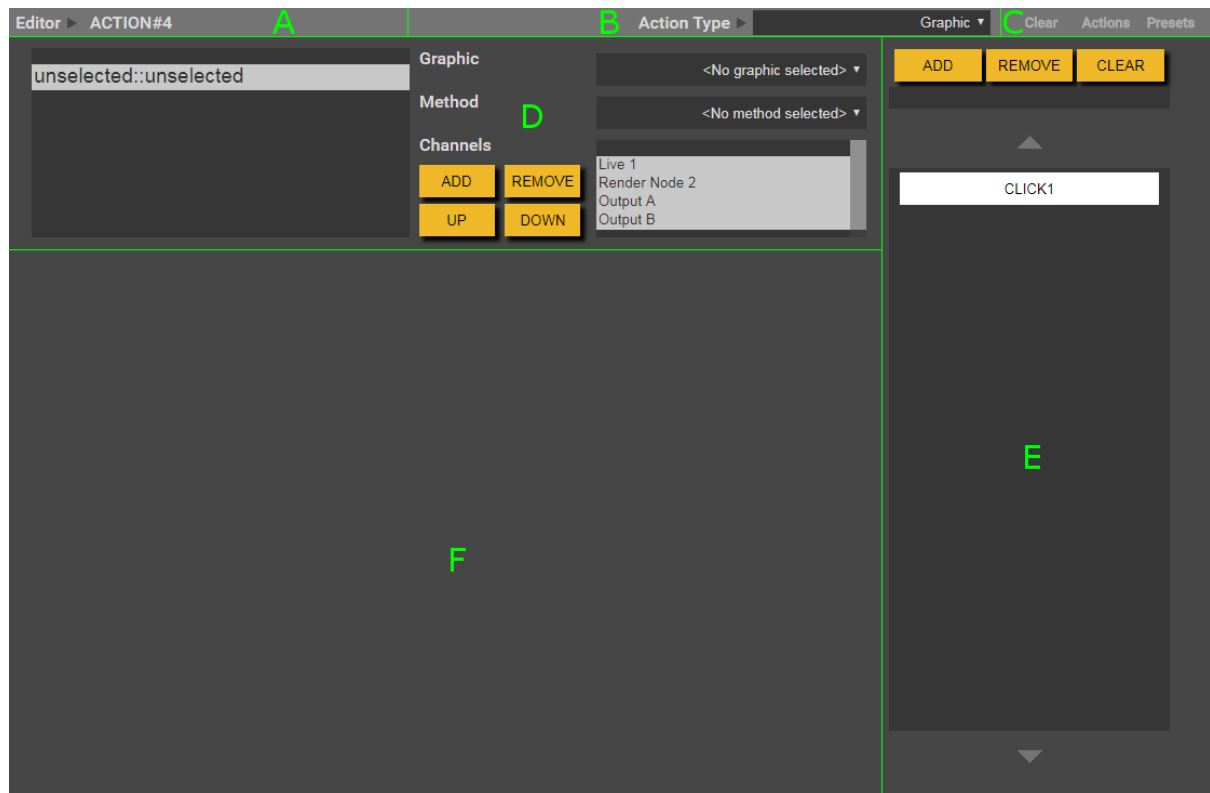 Editor ▶ ACTION#4 A B Action Type ▶ Graphic ▼ C Clear Actions Presets
unselected::unselected
Graphic <No graphic selected> ▼
Method D <No method selected> ▼
Channels
ADD REMOVE
UP DOWN
Live 1
Render Node 2
Output A
Output B
ADD REMOVE CLEAR
CLICK1
E
F